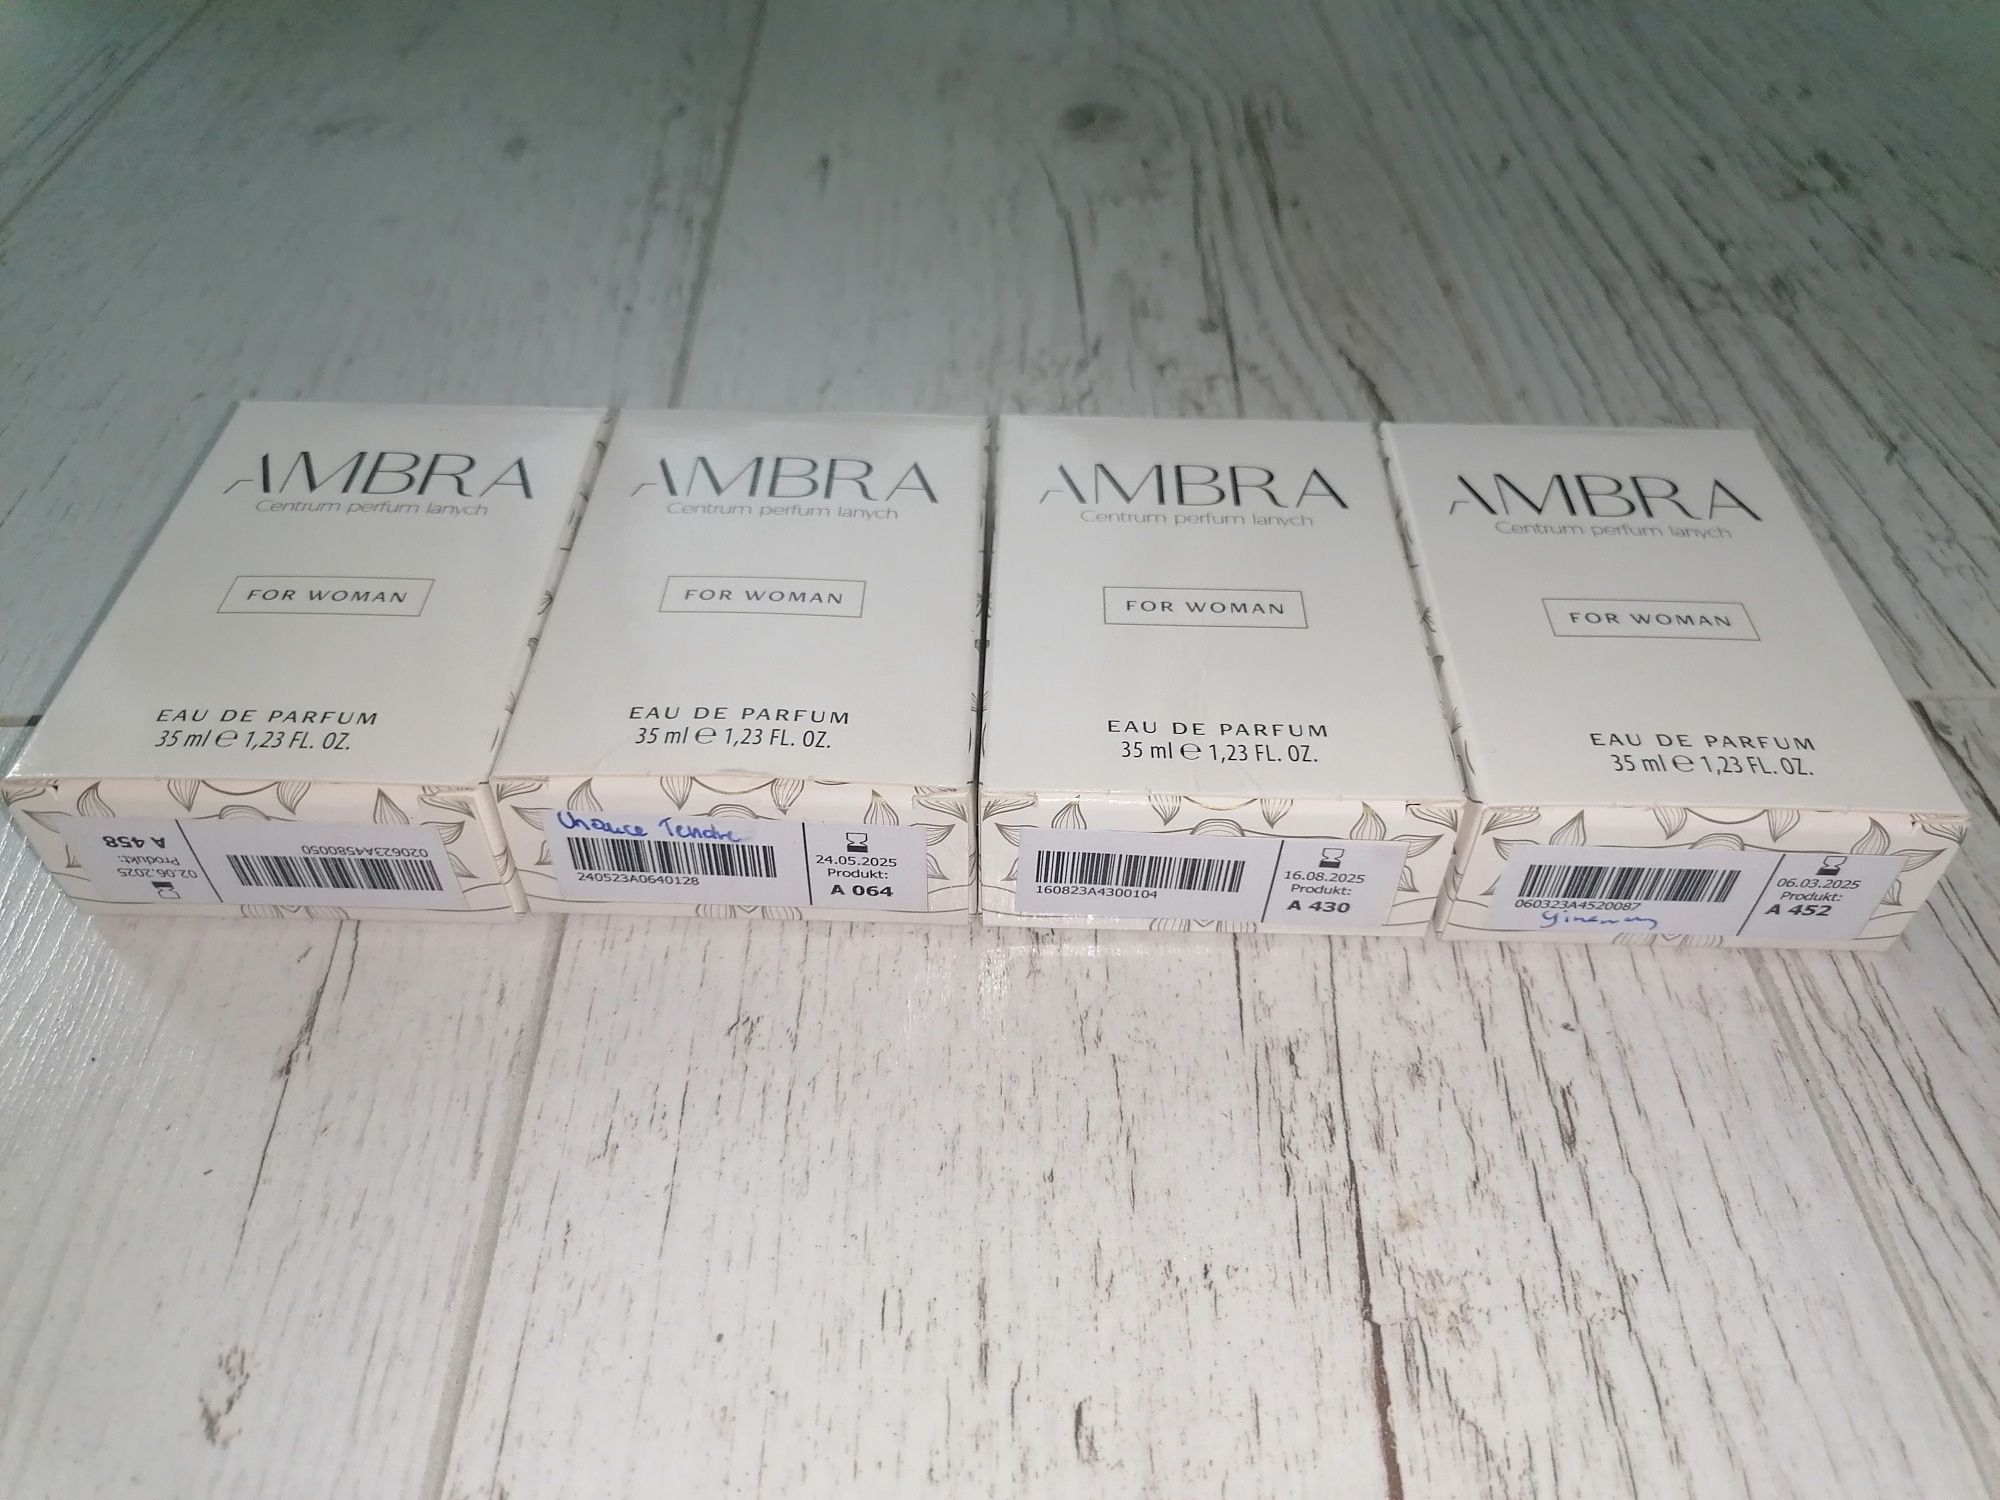 AMBRA
Centrum perfum lanych
FOR WOMAN
EAU DE PARFUM
35 ml ℮ 1,23 FL. OZ.
020623A4580050
02.06.2025
Produkt:
A 458
AMBRA
Centrum perfum lanych
FOR WOMAN
EAU DE PARFUM
35 ml ℮ 1,23 FL. OZ.
Chance Tendre
240523A0640128
24.05.2025
Produkt:
A 064
AMBRA
Centrum perfum lanych
FOR WOMAN
EAU DE PARFUM
35 ml ℮ 1,23 FL. OZ.
160823A4300104
16.08.2025
Produkt:
A 430
AMBRA
Centrum perfum lanych
FOR WOMAN
EAU DE PARFUM
35 ml ℮ 1,23 FL. OZ.
060323A4520087
06.03.2025
Produkt:
A 452